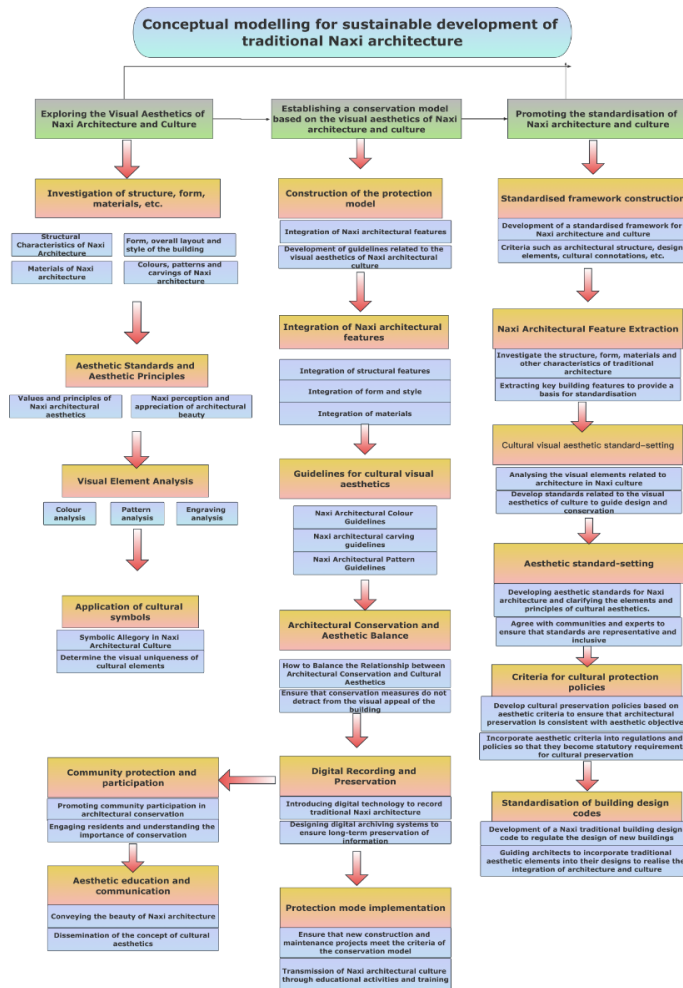 Conceptual modelling for sustainable development of
traditional Naxi architecture
Exploring the Visual Aesthetics of
Naxi Architecture and Culture
Establishing a conservation model
based on the visual aesthetics of Naxi
architecture and culture
Promoting the standardisation of
Naxi architecture and culture
Investigation of structure, form,
materials, etc.
Structural
Characteristics of Naxi
Architecture
Form, overall layout and
style of the building
Materials of Naxi
architecture
Colours, patterns and
carvings of Naxi
architecture
Aesthetic Standards and
Aesthetic Principles
Values and principles of
Naxi architectural
aesthetics
Naxi perception and
appreciation of architectural
beauty
Visual Element Analysis
Colour
analysis
Pattern
analysis
Engraving
analysis
Application of cultural
symbols
Symbolic Allegory in Naxi
Architectural Culture
Determine the visual uniqueness of
cultural elements
Construction of the protection
model
Integration of Naxi architectural
features
Development of guidelines related to the
visual aesthetics of Naxi architectural
culture
Integration of Naxi architectural
features
Integration of structural features
Integration of form and style
Integration of materials
Guidelines for cultural visual
aesthetics
Naxi Architectural Colour
Guidelines
Naxi architectural carving
guidelines
Naxi Architectural Pattern
Guidelines
Architectural Conservation and
Aesthetic Balance
How to Balance the Relationship between
Architectural Conservation and Cultural
Aesthetics
Ensure that conservation measures do not
detract from the visual appeal of the
building
Digital Recording and
Preservation
Introducing digital technology to record
traditional Naxi architecture
Designing digital archiving systems to
ensure long-term preservation of
information
Community protection and
participation
Promoting community participation in
architectural conservation
Engaging residents and understanding the
importance of conservation
Aesthetic education and
communication
Conveying the beauty of Naxi architecture
Dissemination of the concept of cultural
aesthetics
Protection mode implementation
Ensure that new construction and
maintenance projects meet the criteria of
the conservation model
Transmission of Naxi architectural culture
through educational activities and training
Standardised framework construction
Development of a standardised framework for
Naxi architecture and culture
Criteria such as architectural structure, design
elements, cultural connotations, etc.
Naxi Architectural Feature
Extraction
Investigate the structure, form, materials and
other characteristics of traditional
architecture
Extracting key building features to provide a
basis for standardisation
Cultural visual aesthetic standard-setting
Analysing the visual elements related to
architecture in Naxi culture
Develop standards related to the visual
aesthetics of culture to guide design and
conservation
Aesthetic standard-setting
Developing aesthetic standards for Naxi
architecture and clarifying the elements and
principles of cultural aesthetics.
Agree with communities and experts to
ensure that standards are representative and
inclusive
Criteria for cultural protection
policies
Develop cultural preservation policies based on
aesthetic criteria to ensure that architectural
preservation is consistent with aesthetic objective
Incorporate aesthetic criteria into regulations and
policies so that they become statutory requirement
for cultural preservation
Standardisation of building design
codes
Development of a Naxi traditional building design
code to regulate the design of new buildings
Guiding architects to incorporate traditional
aesthetic elements into their designs to realise the
integration of architecture and culture